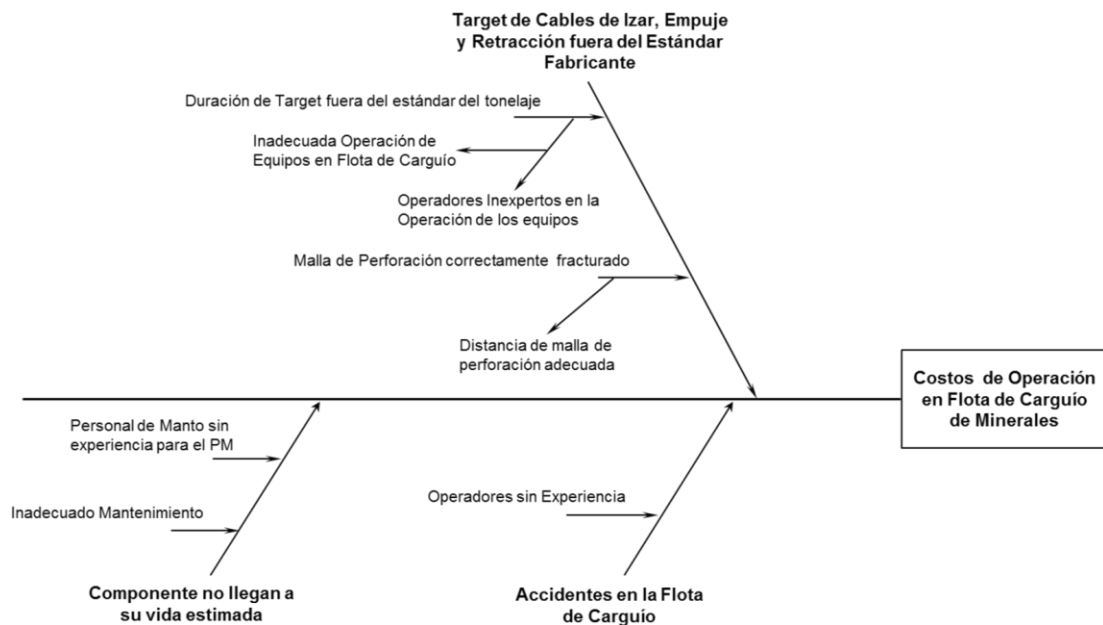 Target de Cables de Izar, Empuje
y Retracción fuera del Estándar
Fabricante
Duración de Target fuera del estándar del tonelaje
Inadecuada Operación de
Equipos en Flota de Carguío
Operadores Inexpertos en la
Operación de los equipos
Malla de Perforación correctamente fracturado
Distancia de malla de
perforación adecuada
Costos de Operación
en Flota de Carguío
de Minerales
Personal de Manto sin
experiencia para el PM
Inadecuado Mantenimiento
Operadores sin Experiencia
Componente no llegan a
su vida estimada
Accidentes en la Flota
de Carguío